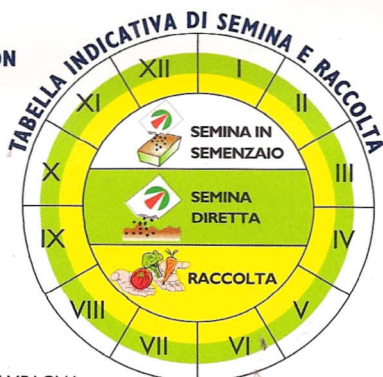 ON
TABELLA INDICATIVA DI SEMINA E RACCOLTA
XII I
XI II
X III
IX IV
VIII V
VII VI
SEMINA IN
SEMENZAIO
SEMINA
DIRETTA
RACCOLTA